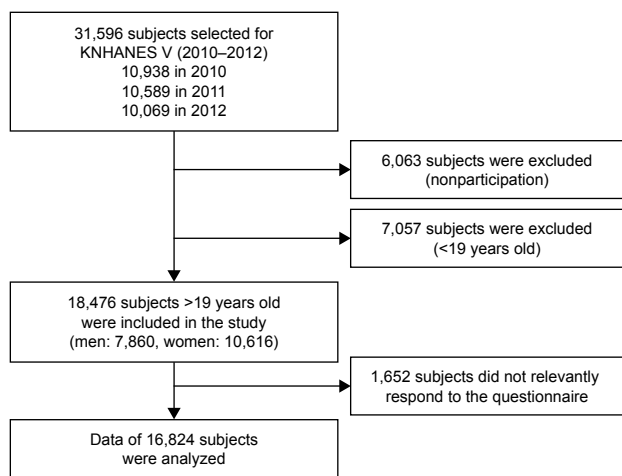 31,596 subjects selected for
KNHANES V (2010–2012)
10,938 in 2010
10,589 in 2011
10,069 in 2012
6,063 subjects were excluded
(nonparticipation)
7,057 subjects were excluded
(<19 years old)
18,476 subjects >19 years old
were included in the study
(men: 7,860, women: 10,616)
1,652 subjects did not relevantly
respond to the questionnaire
Data of 16,824 subjects
were analyzed